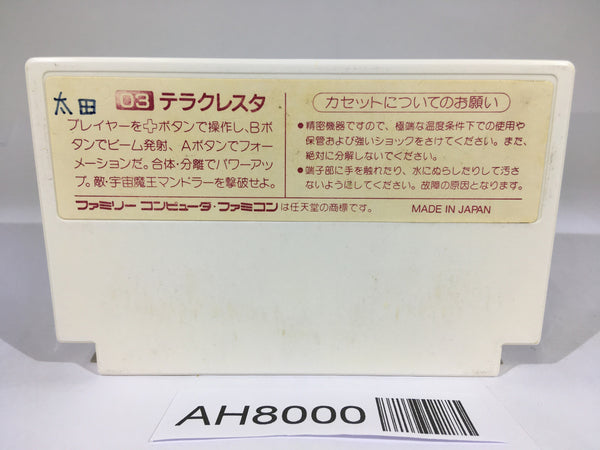 太田
03 テラクレスタ
プレイヤーを十ボタンで操作し、Bボ
タンでビーム発射、Aボタンでフォー
メーションだ。合体・分離でパワーアッ
プ。敵・宇宙魔王マンドラーを撃破せよ。
カセットについてのお願い
●精密機器ですので、極端な温度条件下での使用や
保管および強いショックをさけてください。また、
絶対に分解しないでください。
●端子部に手を触れたり、水にぬらしたりして汚さ
ないようほしてください。故障の原因となります。
ファミリーコンピュータ・ファミコンは任天堂の商標です。
MADE IN JAPAN
AH8000